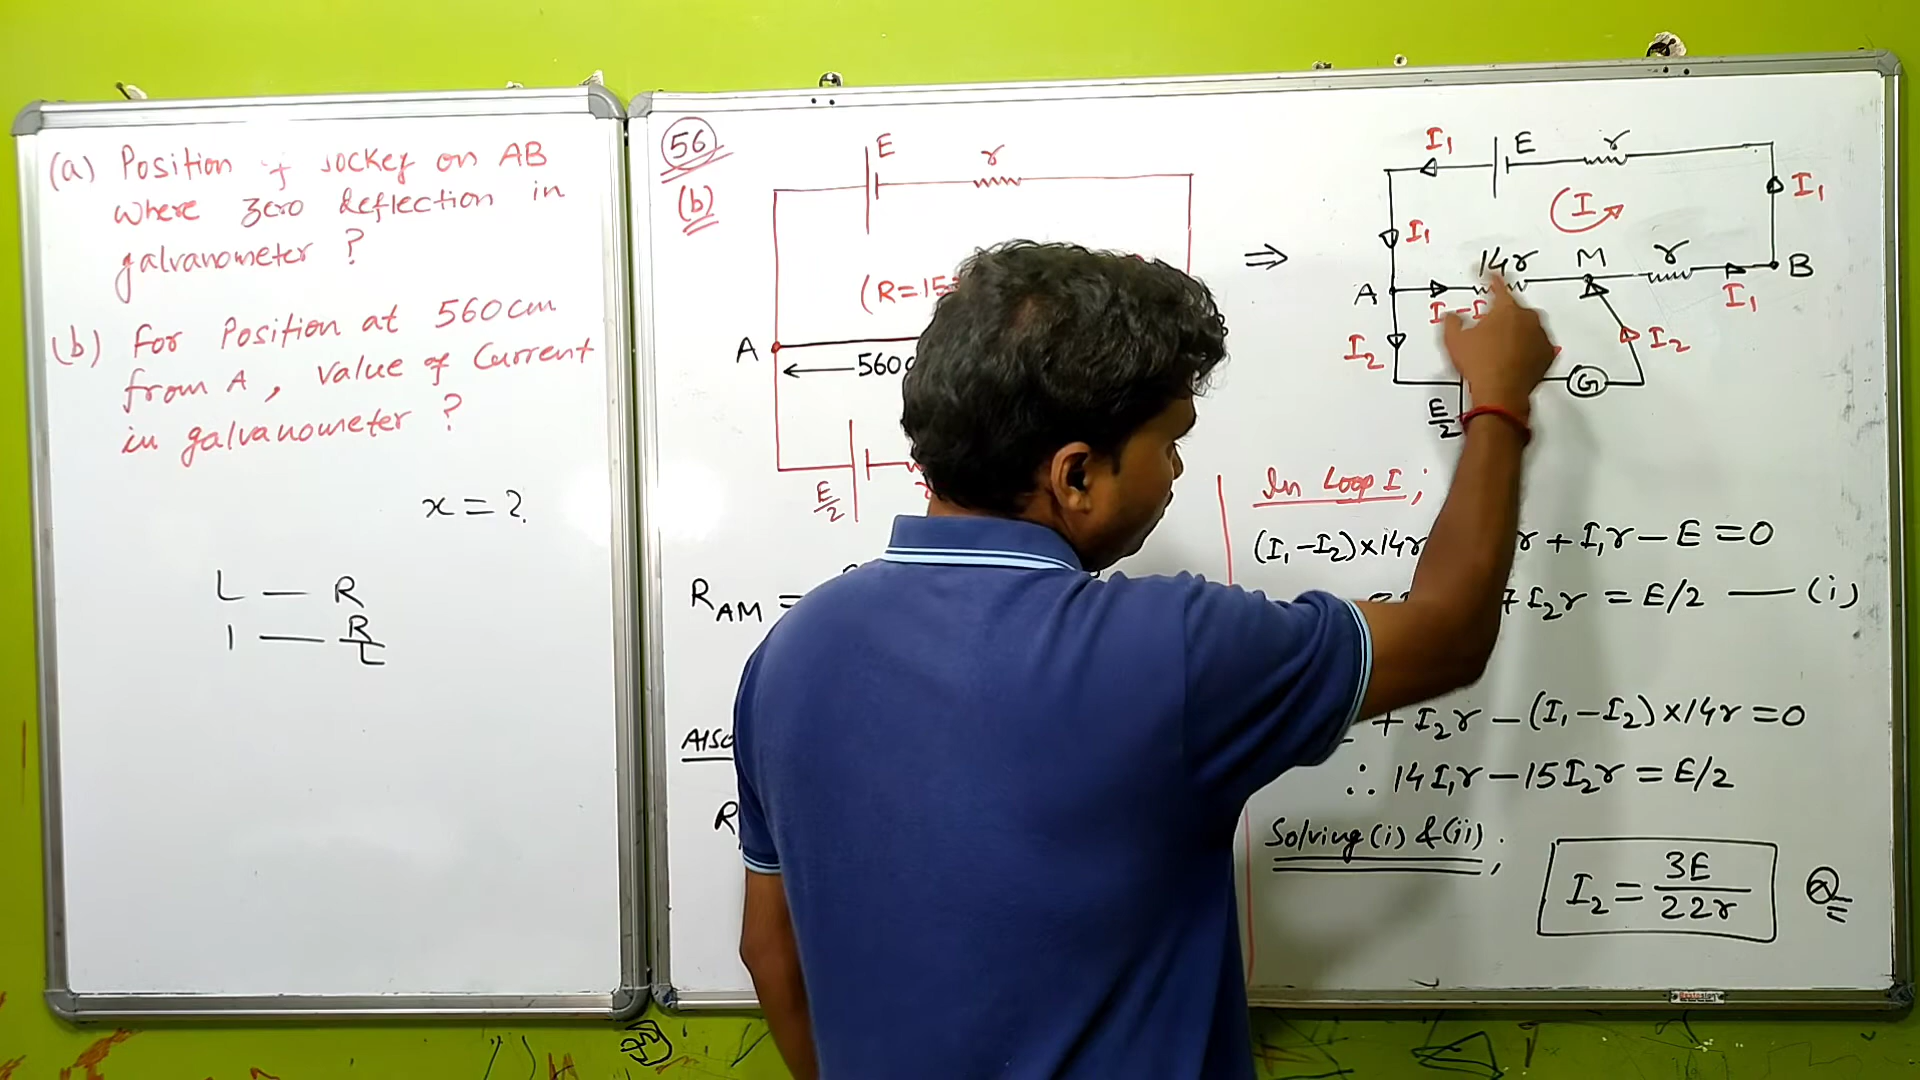 (a) Position of Jockey on AB
where zero deflection in
galvanometer ?
(b) For Position at 560cm
from A, value of Current
in galvanometer ?
x = ?
L — R
1 — R/L
56
(b)
E
r
(R=15
A
560
E/2
R_AM =
Also
R
⇒
I₁
E
r
I₁
I
I₁
14r
M
r
B
A
I₁-I
I₁
I₂
I₂
G
E/2
In Loop I ;
(I₁-I₂)×14r r + I₁r - E = 0
7I₂r = E/2 — (i)
+ I₂r - (I₁-I₂)×14r = 0
∴ 14I₁r - 15I₂r = E/2
Solving (i) & (ii) ;
I₂ = 3E/22r